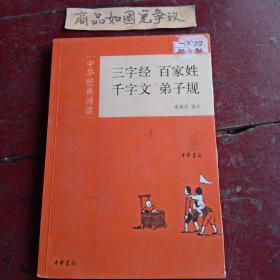 商品如图免争议
中华经典诵读
三字经 百家姓
千字文 弟子规
中华书局
中华书局